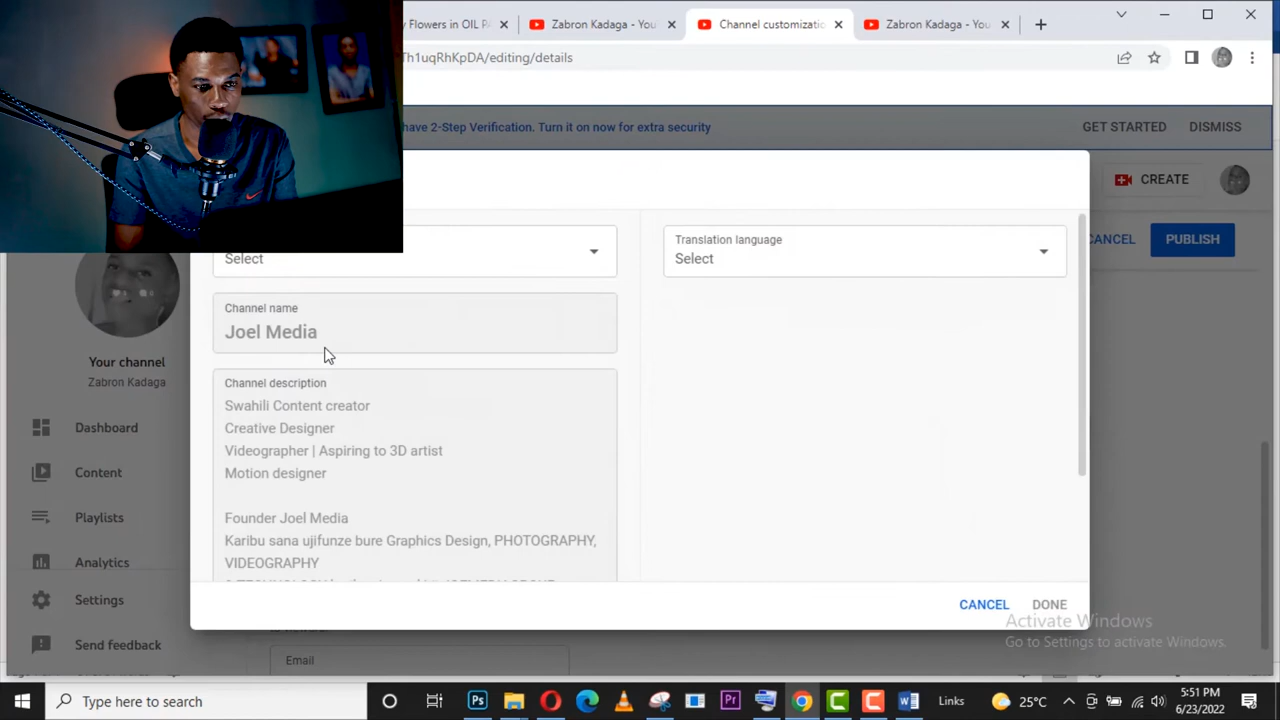 y Flowers in OIL PA
Zabron Kadaga - You
Channel customizatio
Zabron Kadaga - You
Th1uqRhKpDA/editing/details
have 2-Step Verification. Turn it on now for extra security
GET STARTED
DISMISS
CREATE
CANCEL
PUBLISH
Select
Translation language
Select
Channel name
Joel Media
Channel description
Swahili Content creator
Creative Designer
Videographer | Aspiring to 3D artist
Motion designer
Founder Joel Media
Karibu sana ujifunze bure Graphics Design, PHOTOGRAPHY,
VIDEOGRAPHY
Your channel
Zabron Kadaga
Dashboard
Content
Playlists
Analytics
Settings
Send feedback
CANCEL
DONE
Activate Windows
Go to Settings to activate Windows.
Email
Type here to search
Ps
Pr
Links
25°C
5:51 PM
6/23/2022